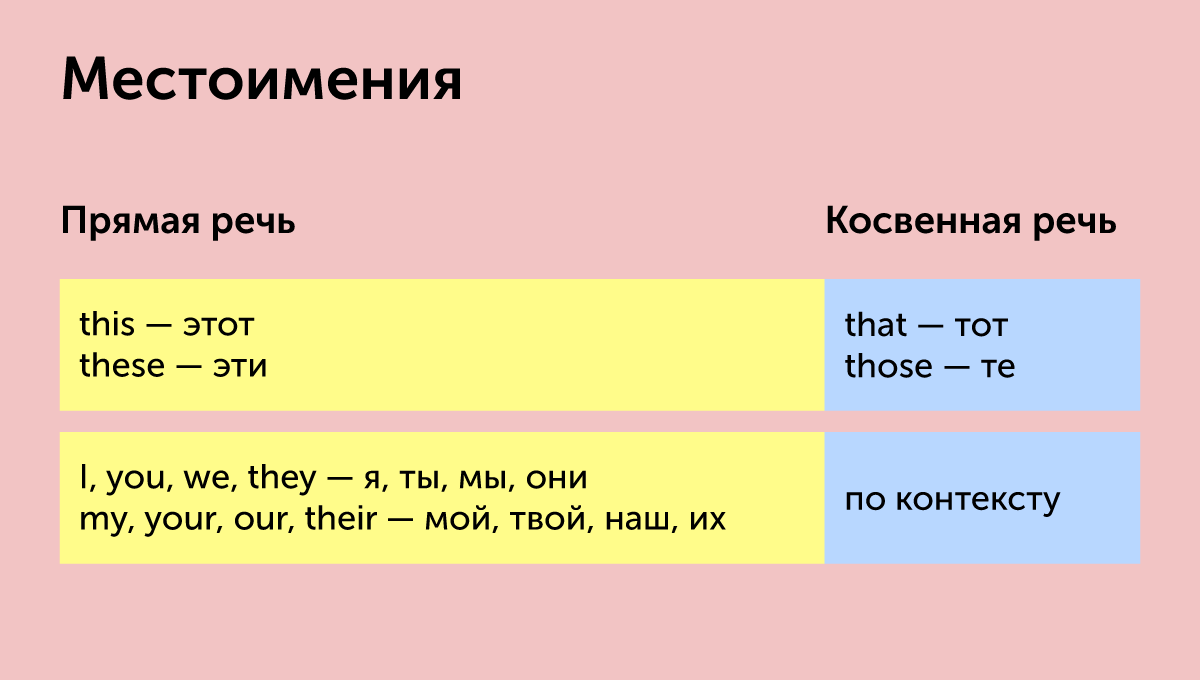 Местоимения
Прямая речь
Косвенная речь
this — этот
these — эти
that — тот
those — те
I, you, we, they — я, ты, мы, они
my, your, our, their — мой, твой, наш, их
по контексту